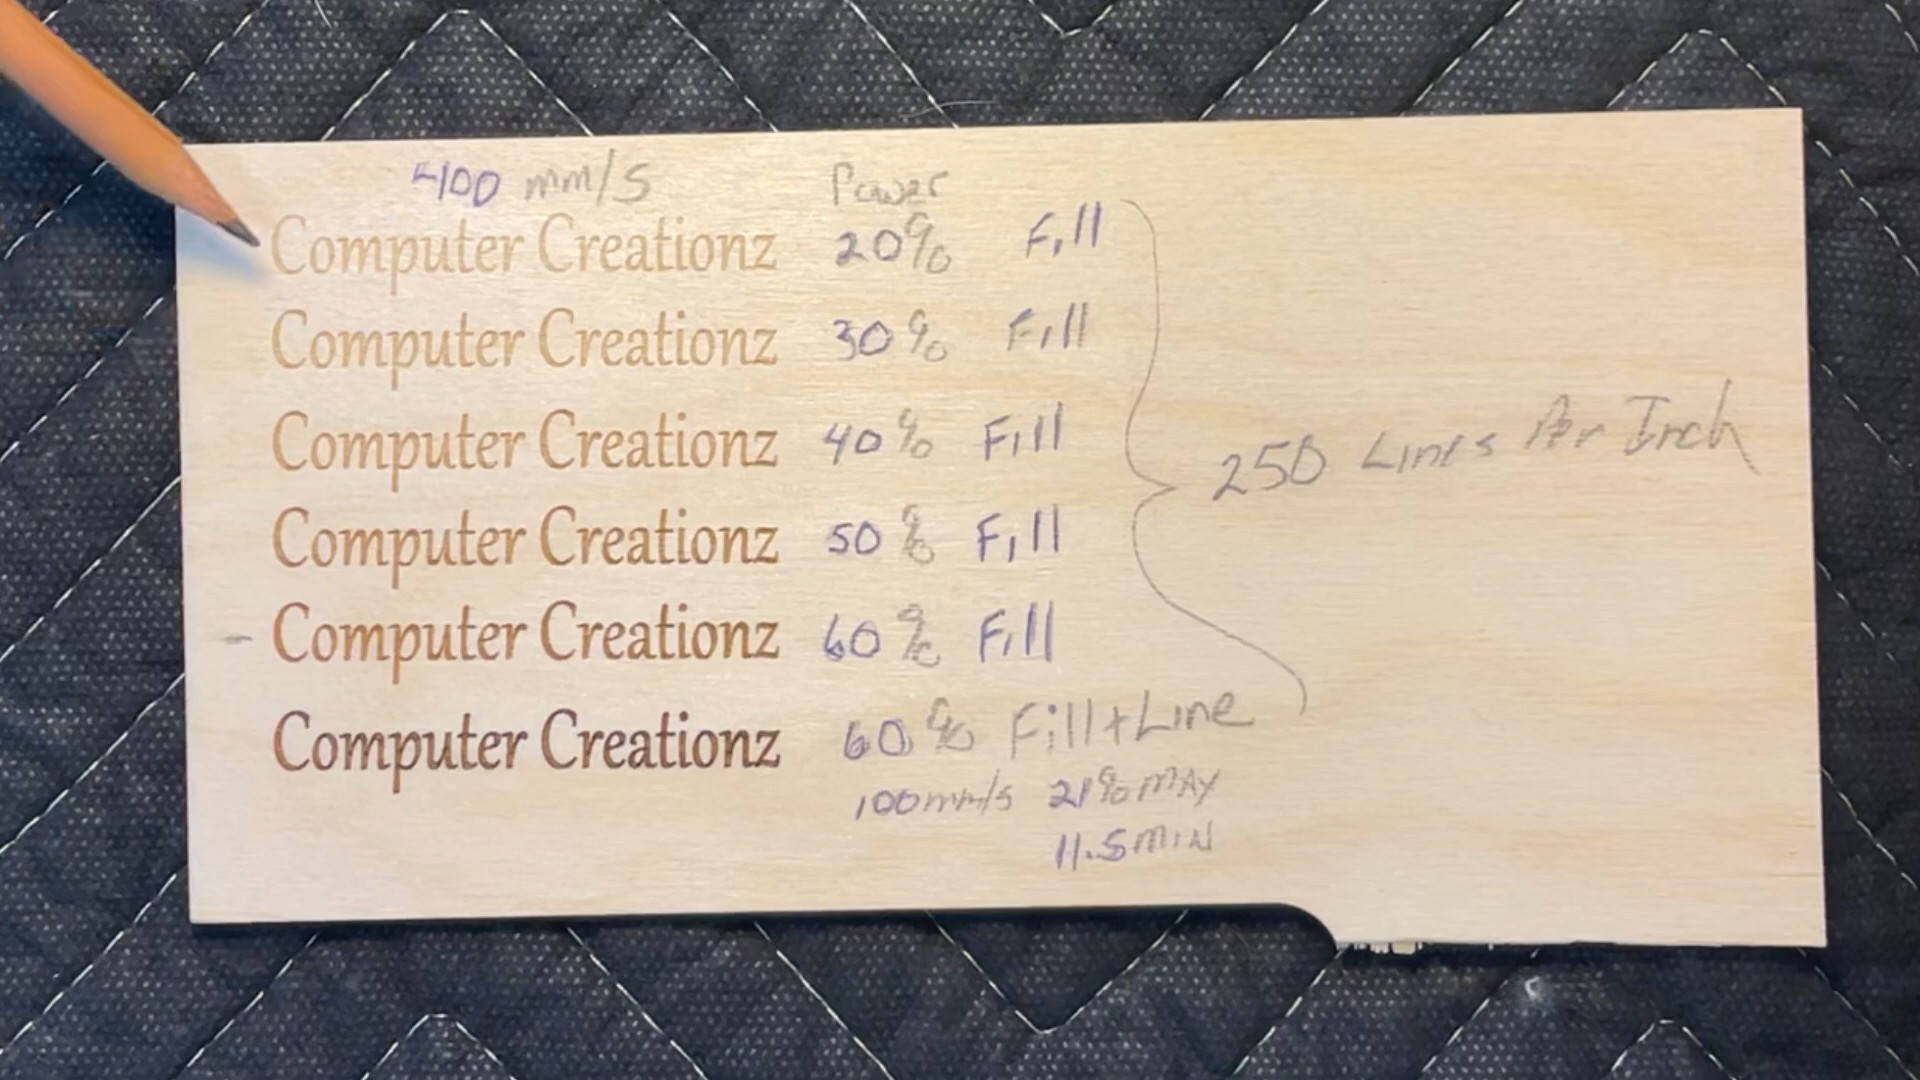 400 mm/s Power
Computer Creationz 20% Fill
Computer Creationz 30% Fill
Computer Creationz 40% Fill
Computer Creationz 50% Fill
Computer Creationz 60% Fill
250 Lines Per Inch
Computer Creationz 60% Fill+Line
100mm/s 21% MAX
11.5 MIN